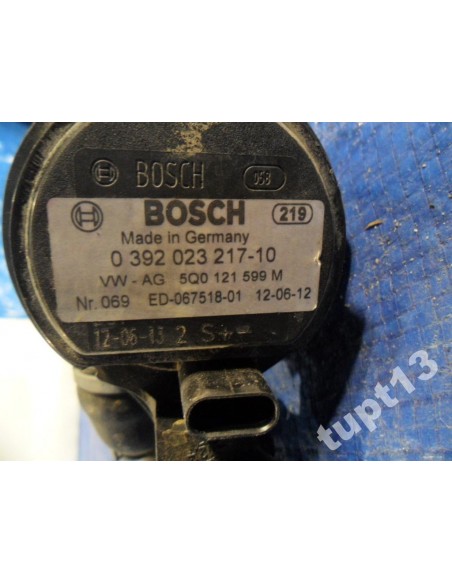 BOSCH 058
BOSCH 219
Made in Germany
0 392 023 217-10
VW - AG 5Q0 121 599 M
Nr. 069 ED-067518-01 12-06-12
12-06-13 2 S
tupt13